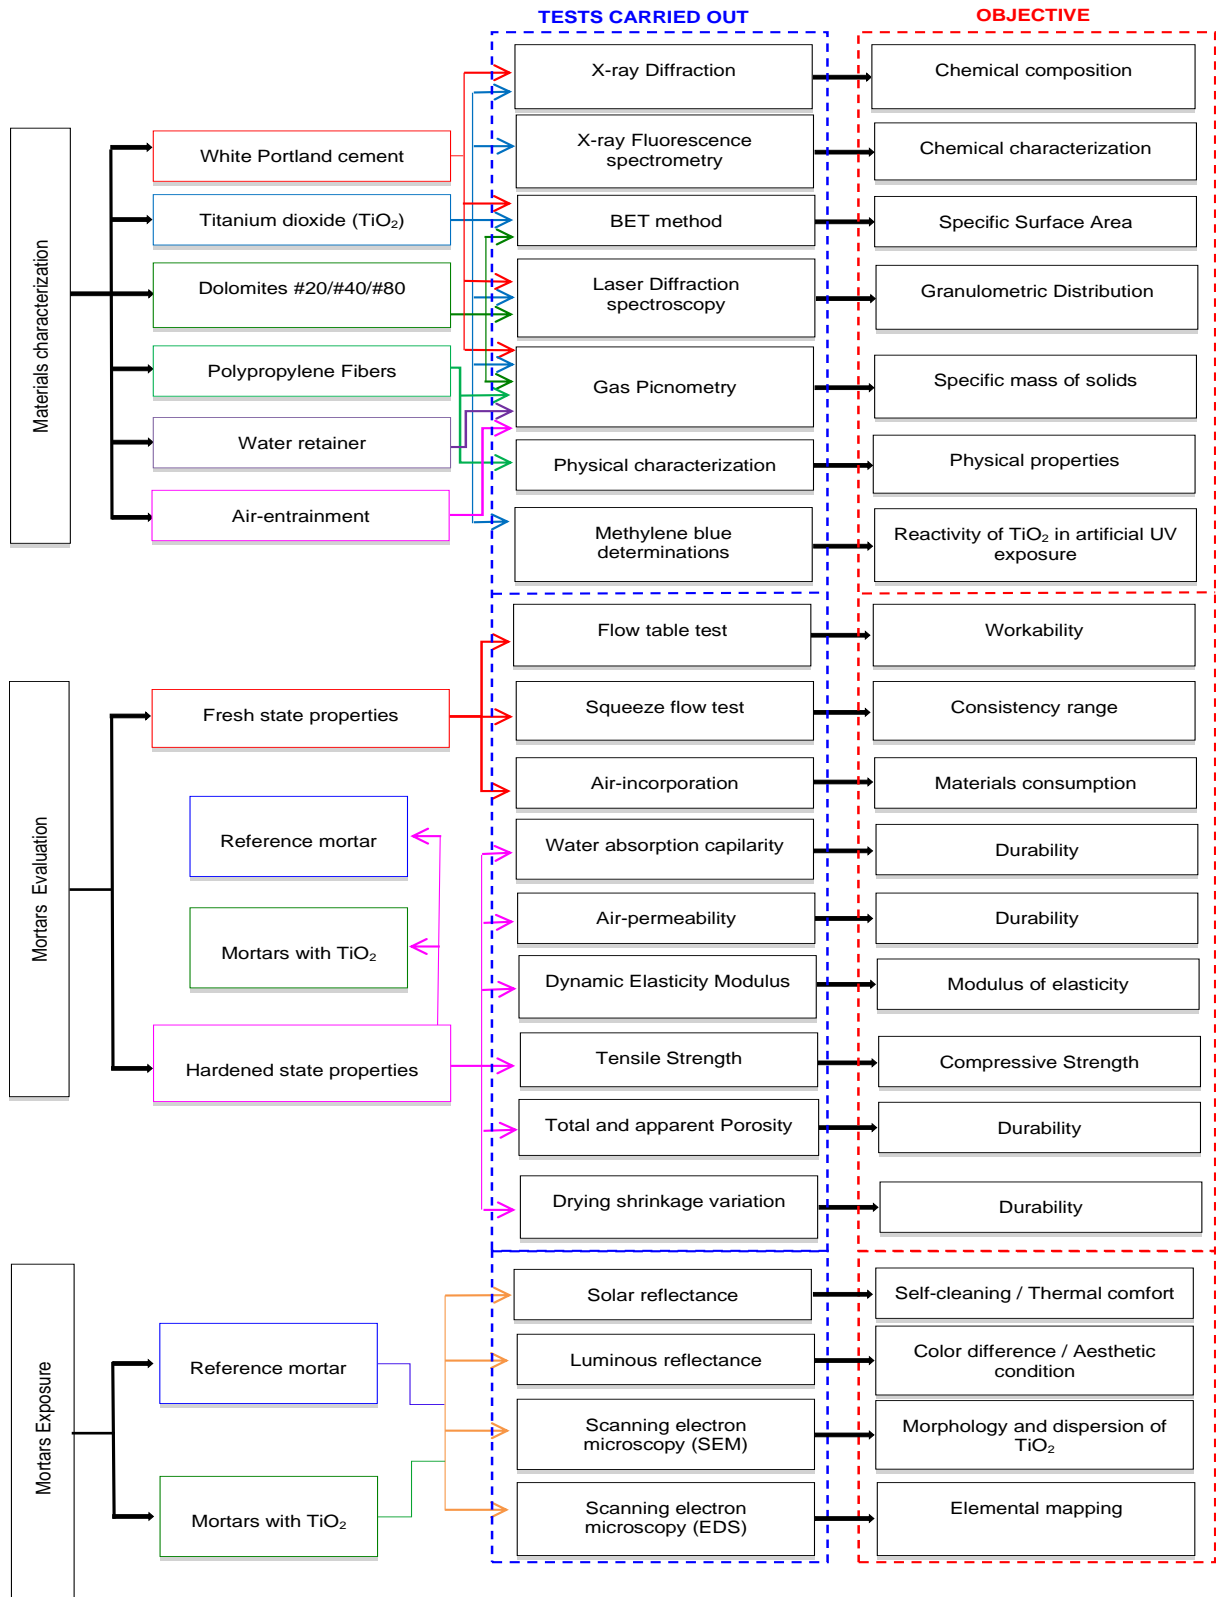 TESTS CARRIED OUT
OBJECTIVE
Materials characterization
White Portland cement
Titanium dioxide (TiO₂)
Dolomites #20/#40/#80
Polypropylene Fibers
Water retainer
Air-entrainment
X-ray Diffraction
Chemical composition
X-ray Fluorescence
spectrometry
Chemical characterization
BET method
Specific Surface Area
Laser Diffraction
spectroscopy
Granulometric Distribution
Gas Picnometry
Specific mass of solids
Physical characterization
Physical properties
Methylene blue
determinations
Reactivity of TiO₂ in artificial UV
exposure
Mortars Evaluation
Fresh state properties
Reference mortar
Mortars with TiO₂
Hardened state properties
Flow table test
Workability
Squeeze flow test
Consistency range
Air-incorporation
Materials consumption
Water absorption capilarity
Durability
Air-permeability
Durability
Dynamic Elasticity Modulus
Modulus of elasticity
Tensile Strength
Compressive Strength
Total and apparent Porosity
Durability
Drying shrinkage variation
Durability
Mortars Exposure
Reference mortar
Mortars with TiO₂
Solar reflectance
Self-cleaning / Thermal comfort
Luminous reflectance
Color difference / Aesthetic
condition
Scanning electron
microscopy (SEM)
Morphology and dispersion of
TiO₂
Scanning electron
microscopy (EDS)
Elemental mapping